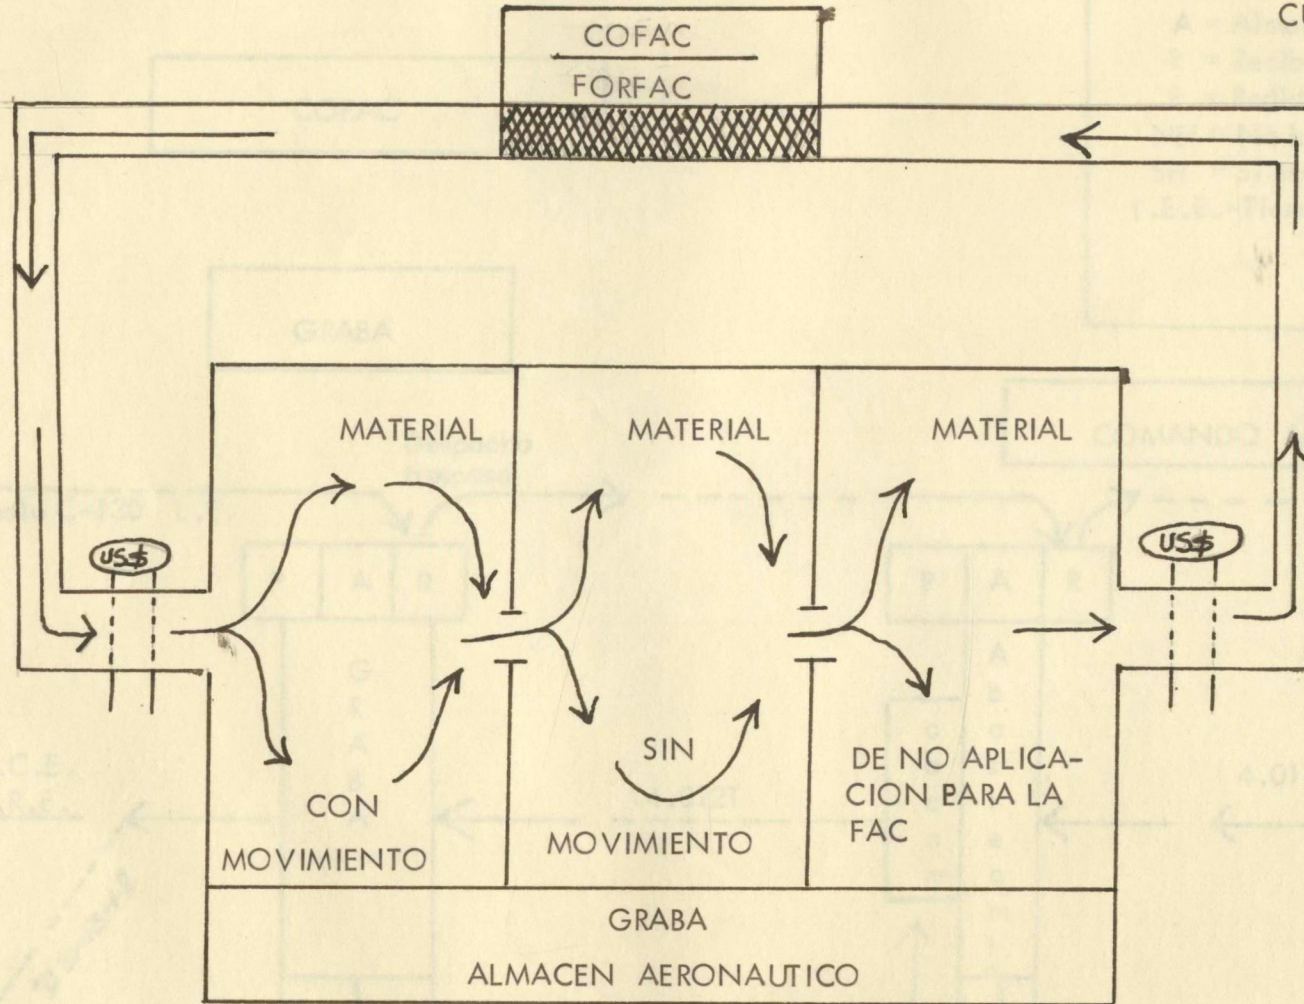 COFAC
FORFAC
US$
US$
MATERIAL
CON
MOVIMIENTO
MATERIAL
SIN
MOVIMIENTO
MATERIAL
DE NO APLICA-
CION PARA LA
FAC
GRABA
ALMACEN AERONAUTICO